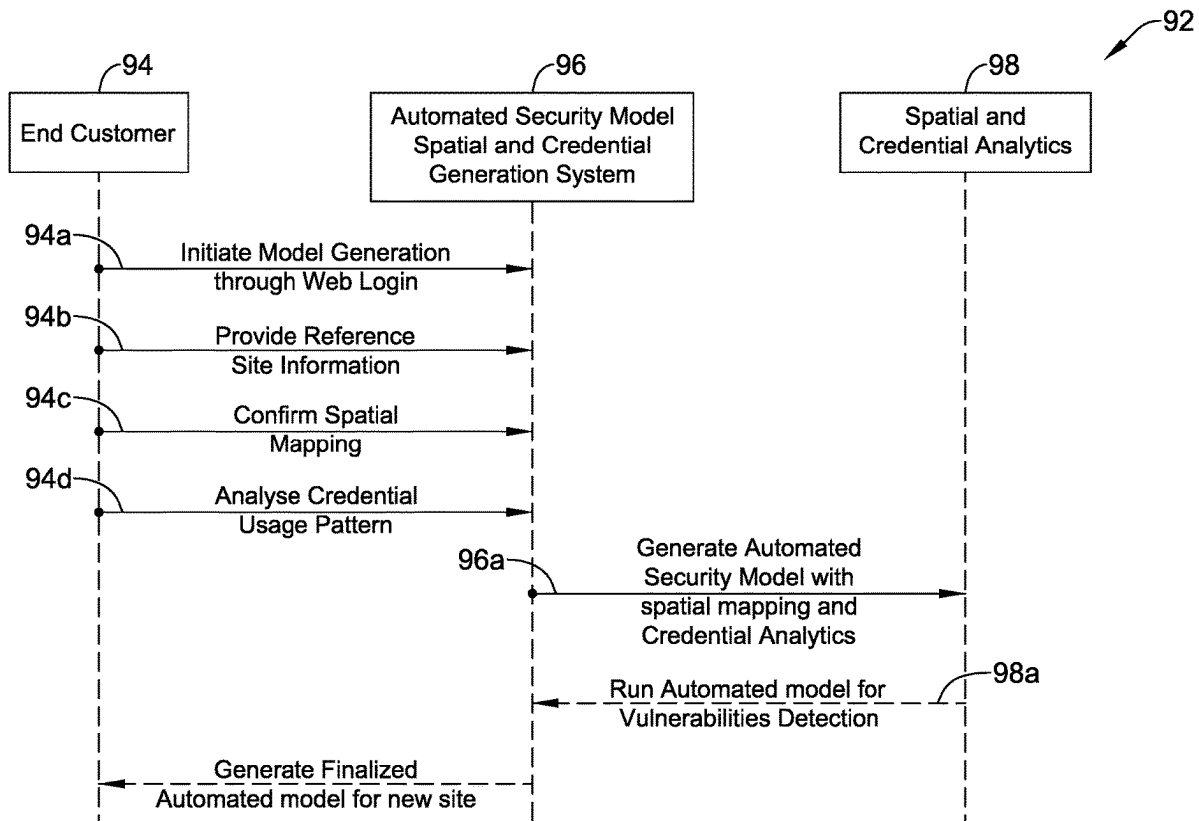 92
94
96
98
End Customer
Automated Security Model
Spatial and Credential
Generation System
Spatial and
Credential Analytics
94a
Initiate Model Generation
through Web Login
94b
Provide Reference
Site Information
94c
Confirm Spatial
Mapping
94d
Analyse Credential
Usage Pattern
96a
Generate Automated
Security Model with
spatial mapping and
Credential Analytics
98a
Run Automated model for
Vulnerabilities Detection
Generate Finalized
Automated model for new site